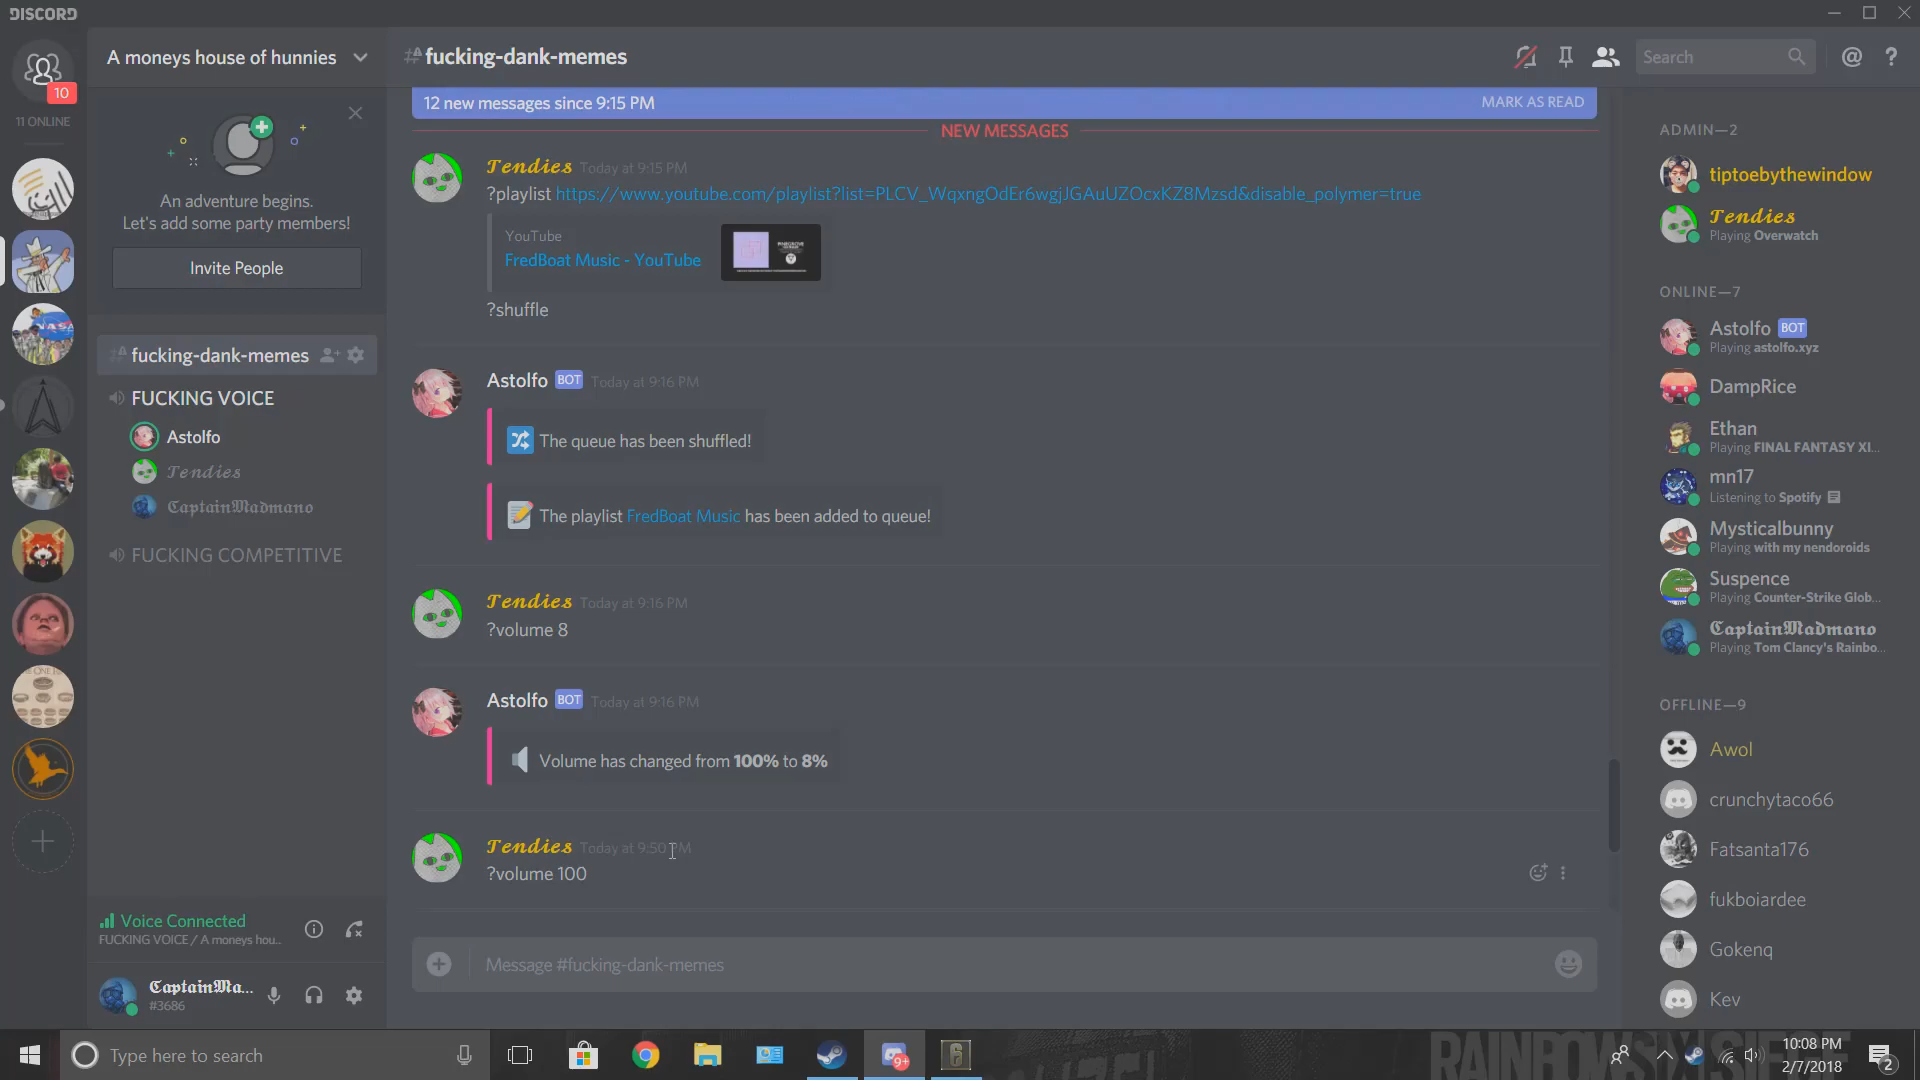 DISCORD
A moneys house of hunnies
fucking-dank-memes
Search
10
11 ONLINE
An adventure begins.
Let's add some party members!
Invite People
fucking-dank-memes
FUCKING VOICE
Astolfo
Tendies
CaptainMadmano
FUCKING COMPETITIVE
Voice Connected
FUCKING VOICE / A moneys hou...
CaptainMa...
#3686
12 new messages since 9:15 PM
MARK AS READ
NEW MESSAGES
Tendies Today at 9:15 PM
?playlist https://www.youtube.com/playlist?list=PLCV_WqxngOdEr6wgjJGAuUZOcxKZ8Mzsd&disable_polymer=true
YouTube
FredBoat Music - YouTube
?shuffle
Astolfo BOT Today at 9:16 PM
The queue has been shuffled!
The playlist FredBoat Music has been added to queue!
Tendies Today at 9:16 PM
?volume 8
Astolfo BOT Today at 9:16 PM
Volume has changed from 100% to 8%
Tendies Today at 9:50 PM
?volume 100
Message #fucking-dank-memes
ADMIN—2
tiptoebythewindow
Tendies
Playing Overwatch
ONLINE—7
Astolfo BOT
Playing astolfo.xyz
DampRice
Ethan
Playing FINAL FANTASY XI...
mn17
Listening to Spotify
Mysticalbunny
Playing with my nendoroids
Suspence
Playing Counter-Strike Glob...
CaptainMadmano
Playing Tom Clancy's Rainbo...
OFFLINE—9
Awol
crunchytaco66
Fatsanta176
fukboiardee
Gokenq
Kev
Type here to search
9+
RAINBOW SIX SIEGE
10:08 PM
2/7/2018
2